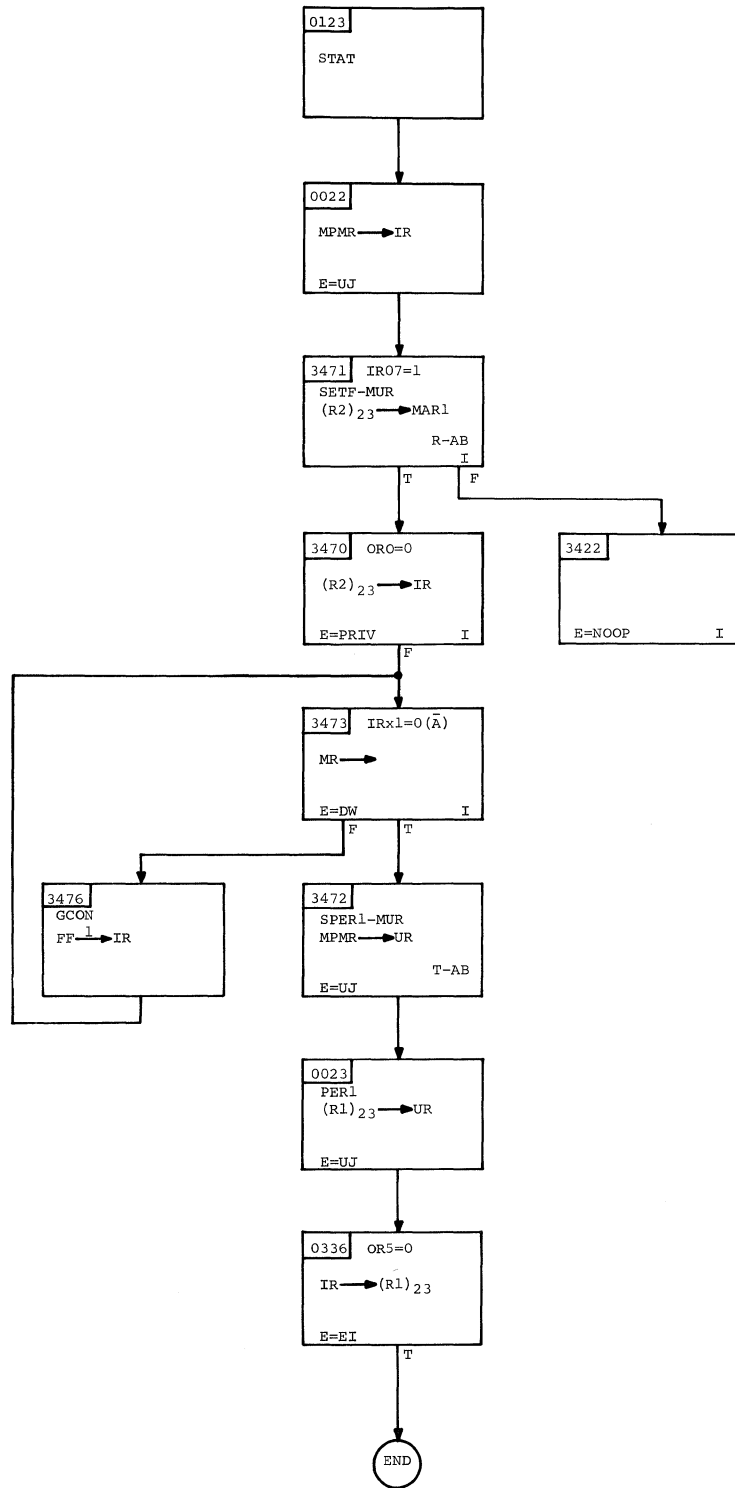 0123
STAT
0022
MPMR → IR
E=UJ
3471 IR07=1
SETF-MUR
(R2)23 → MAR1
R-AB
I
T F
3470 OR0=0
(R2)23 → IR
E=PRIV I
F
3422
E=NOOP I
3473 IRx1=0(Ā)
MR →
E=DW I
F T
3476
GCON
FF 1 → IR
3472
SPER1-MUR
MPMR → UR
T-AB
E=UJ
0023
PER1
(R1)23 → UR
E=UJ
0336 OR5=0
IR → (R1)23
E=EI
T
END